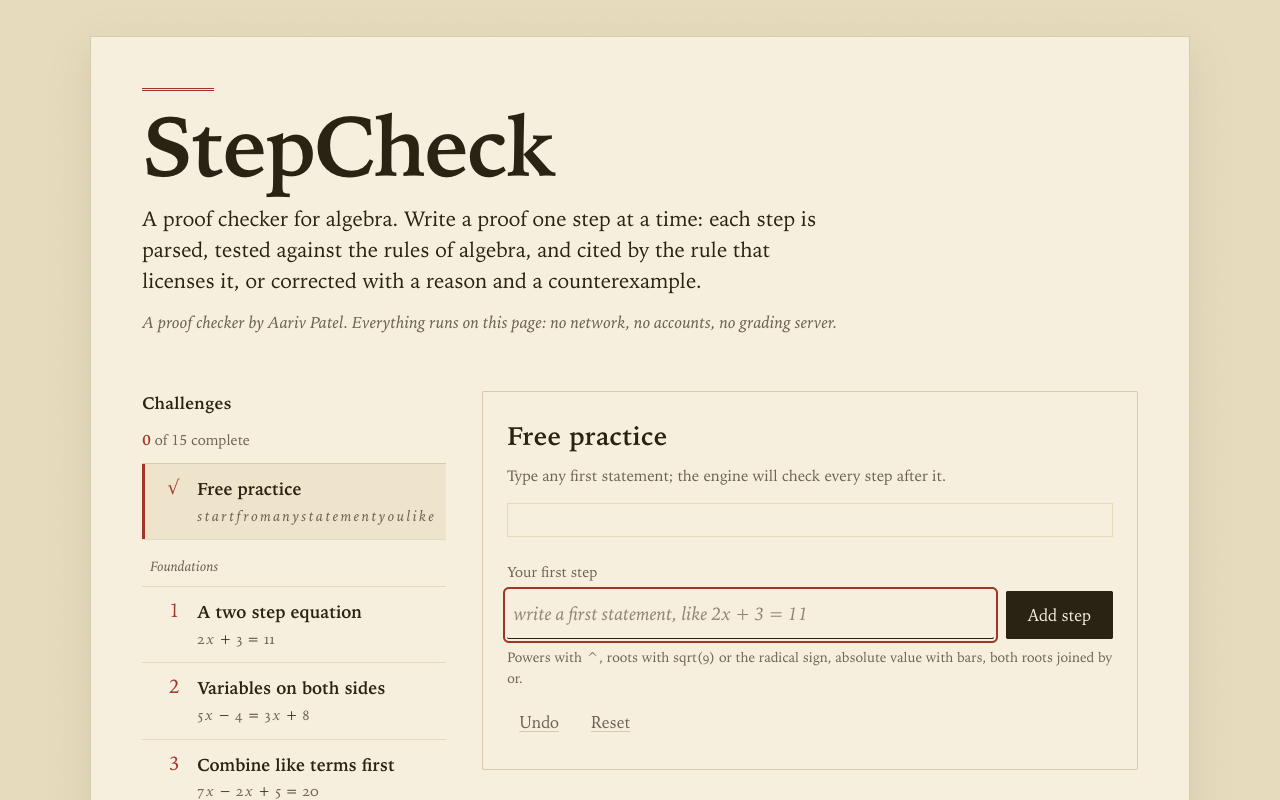 StepCheck
A proof checker for algebra. Write a proof one step at a time: each step is
parsed, tested against the rules of algebra, and cited by the rule that
licenses it, or corrected with a reason and a counterexample.
A proof checker by Aariv Patel. Everything runs on this page: no network, no accounts, no grading server.
Challenges
0 of 15 complete
√ Free practice
startfromanystatementyoulike
Foundations
1 A two step equation
2x + 3 = 11
2 Variables on both sides
5x − 4 = 3x + 8
3 Combine like terms first
7x − 2x + 5 = 20
Free practice
Type any first statement; the engine will check every step after it.
Your first step
write a first statement, like 2x + 3 = 11
Add step
Powers with ^, roots with sqrt(9) or the radical sign, absolute value with bars, both roots joined by
or.
Undo Reset